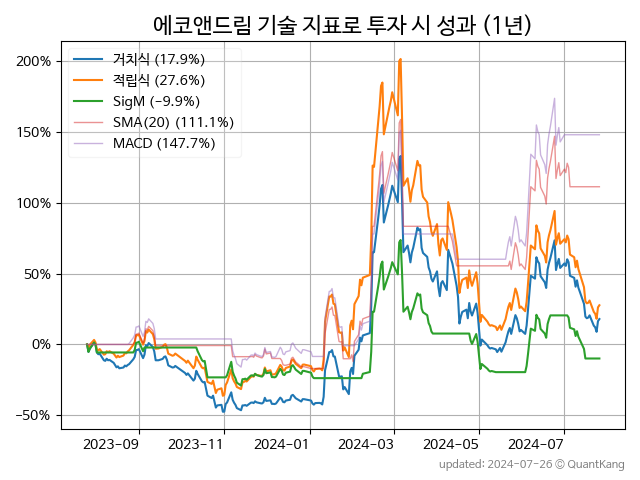 에코앤드림 기술 지표로 투자 시 성과 (1년)
거치식 (17.9%)
적립식 (27.6%)
SigM (−9.9%)
SMA(20) (111.1%)
MACD (147.7%)
200%
150%
100%
50%
0%
−50%
2023−09 2023−11 2024−01 2024−03 2024−05 2024−07
updated: 2024−07−26 © QuantKang